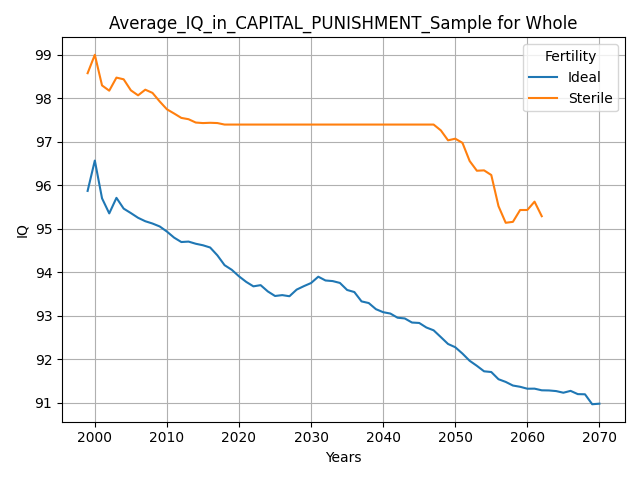 Average_IQ_in_CAPITAL_PUNISHMENT_Sample for Whole
Fertility
Ideal
Sterile
IQ
99
98
97
96
95
94
93
92
91
2000 2010 2020 2030 2040 2050 2060 2070
Years